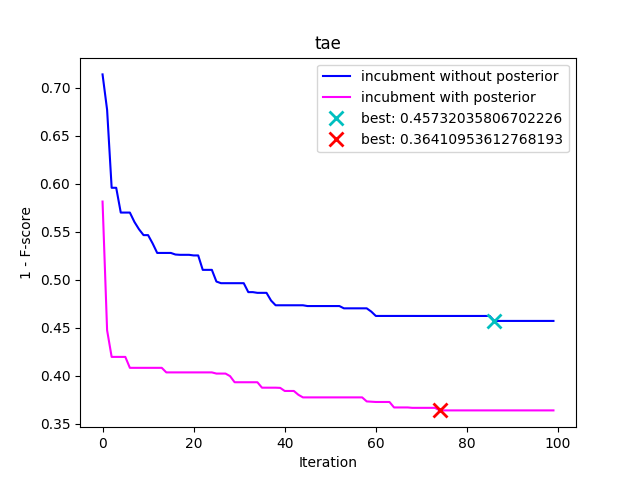 tae
incubment without posterior
incubment with posterior
best: 0.45732035806702226
best: 0.36410953612768193
1 - F-score
0.70
0.65
0.60
0.55
0.50
0.45
0.40
0.35
0 20 40 60 80 100
Iteration